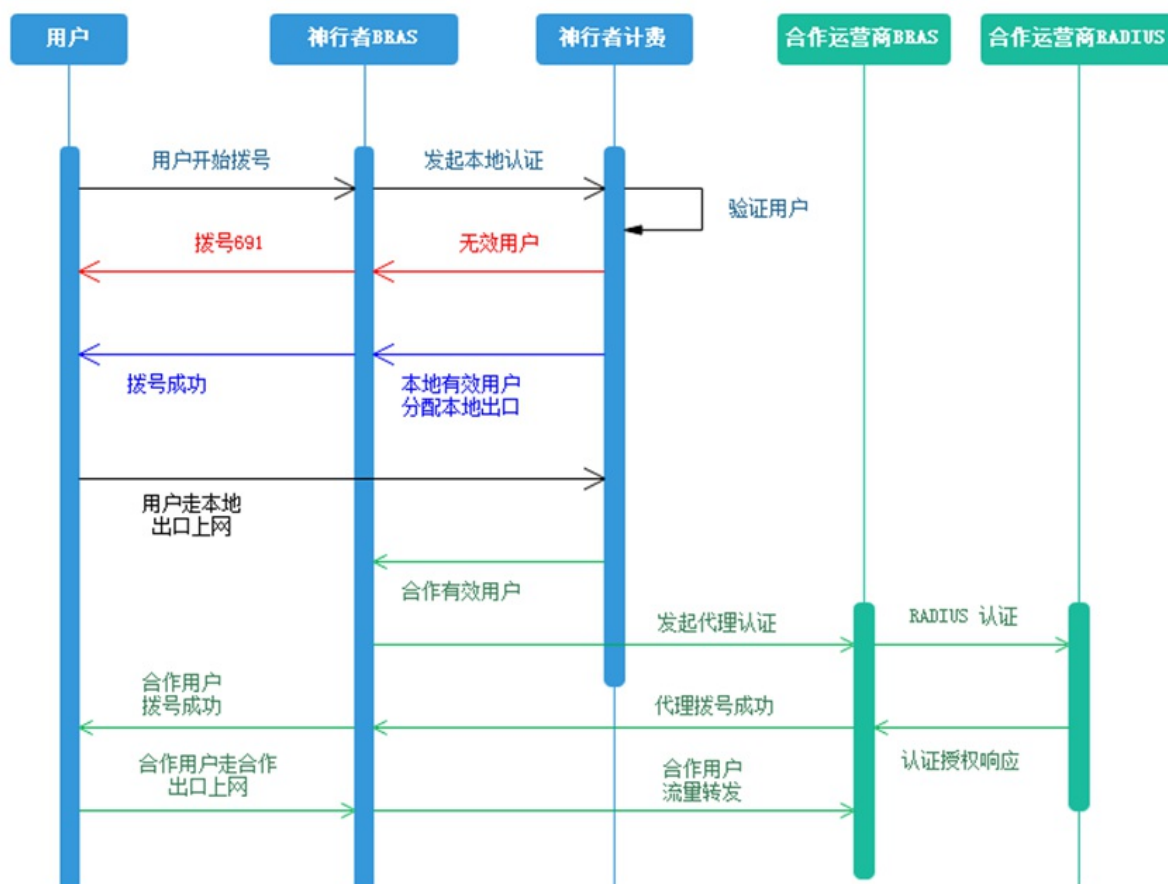 用户
神行者BRAS
神行者计费
合作运营商BRAS
合作运营商RADIUS
用户开始拨号
发起本地认证
验证用户
拨号691
无效用户
拨号成功
本地有效用户
分配本地出口
用户走本地
出口上网
合作有效用户
发起代理认证
RADIUS 认证
合作用户
拨号成功
代理拨号成功
认证授权响应
合作用户走合作
出口上网
合作用户
流量转发